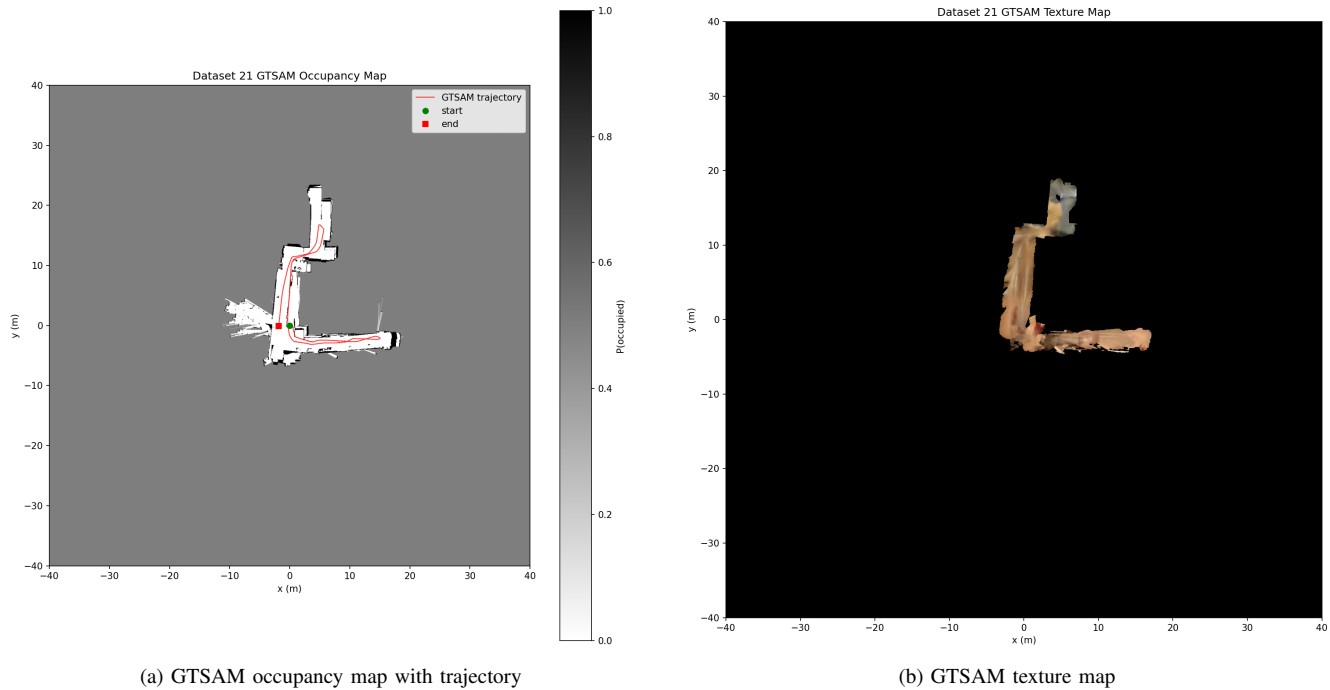 Dataset 21 GTSAM Occupancy Map
GTSAM trajectory
start
end
40
30
20
10
0
−10
−20
−30
−40
y (m)
−40 −30 −20 −10 0 10 20 30 40
x (m)
1.0
0.8
0.6
0.4
0.2
0.0
P(occupied)
(a) GTSAM occupancy map with trajectory
Dataset 21 GTSAM Texture Map
40
30
20
10
0
−10
−20
−30
−40
y (m)
−40 −30 −20 −10 0 10 20 30 40
x (m)
(b) GTSAM texture map